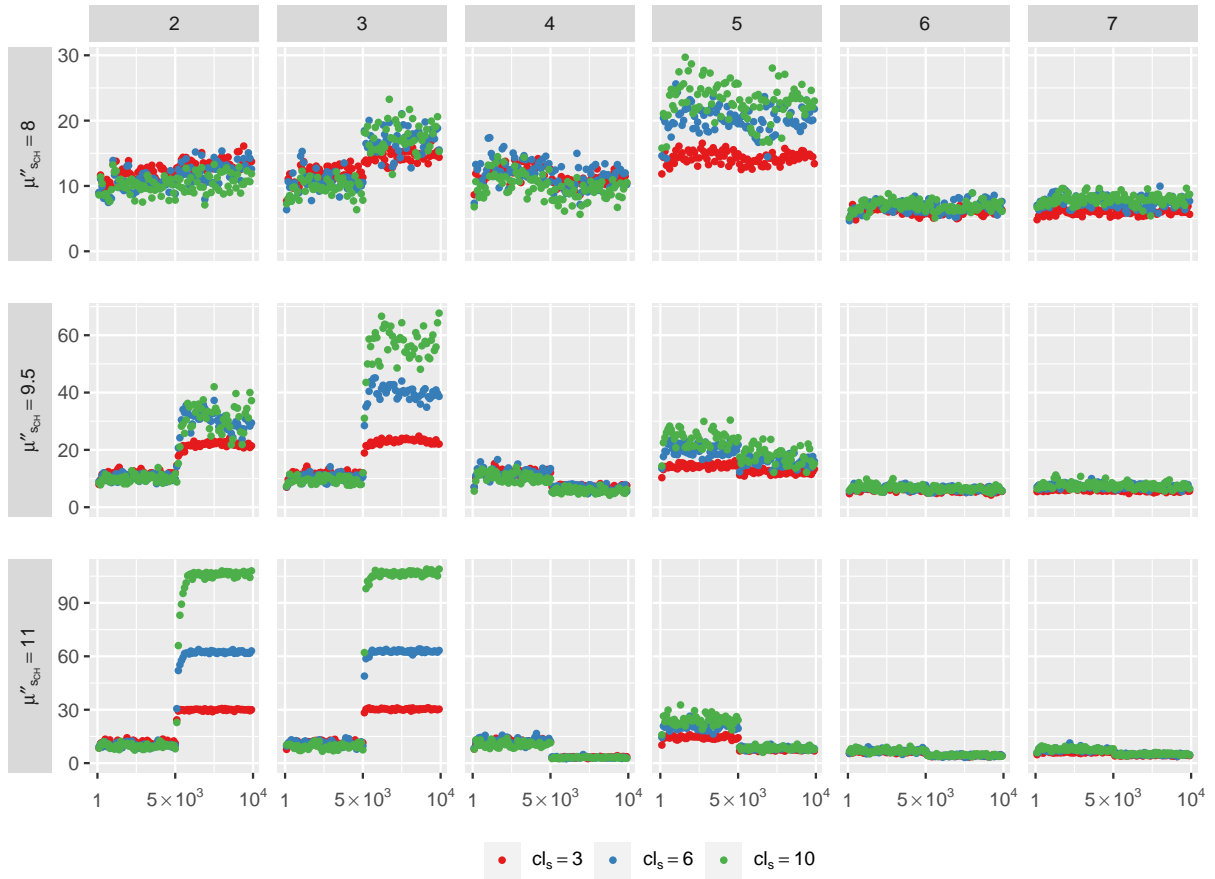 2 3 4 5 6 7
μ″sCH = 8
30
20
10
0
μ″sCH = 9.5
60
40
20
0
μ″sCH = 11
90
60
30
0
1 5×10³ 10⁴ 1 5×10³ 10⁴ 1 5×10³ 10⁴ 1 5×10³ 10⁴ 1 5×10³ 10⁴ 1 5×10³ 10⁴
cls = 3 cls = 6 cls = 10